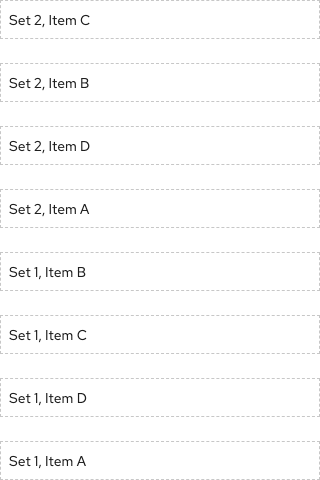 Set 2, Item C
Set 2, Item B
Set 2, Item D
Set 2, Item A
Set 1, Item B
Set 1, Item C
Set 1, Item D
Set 1, Item A